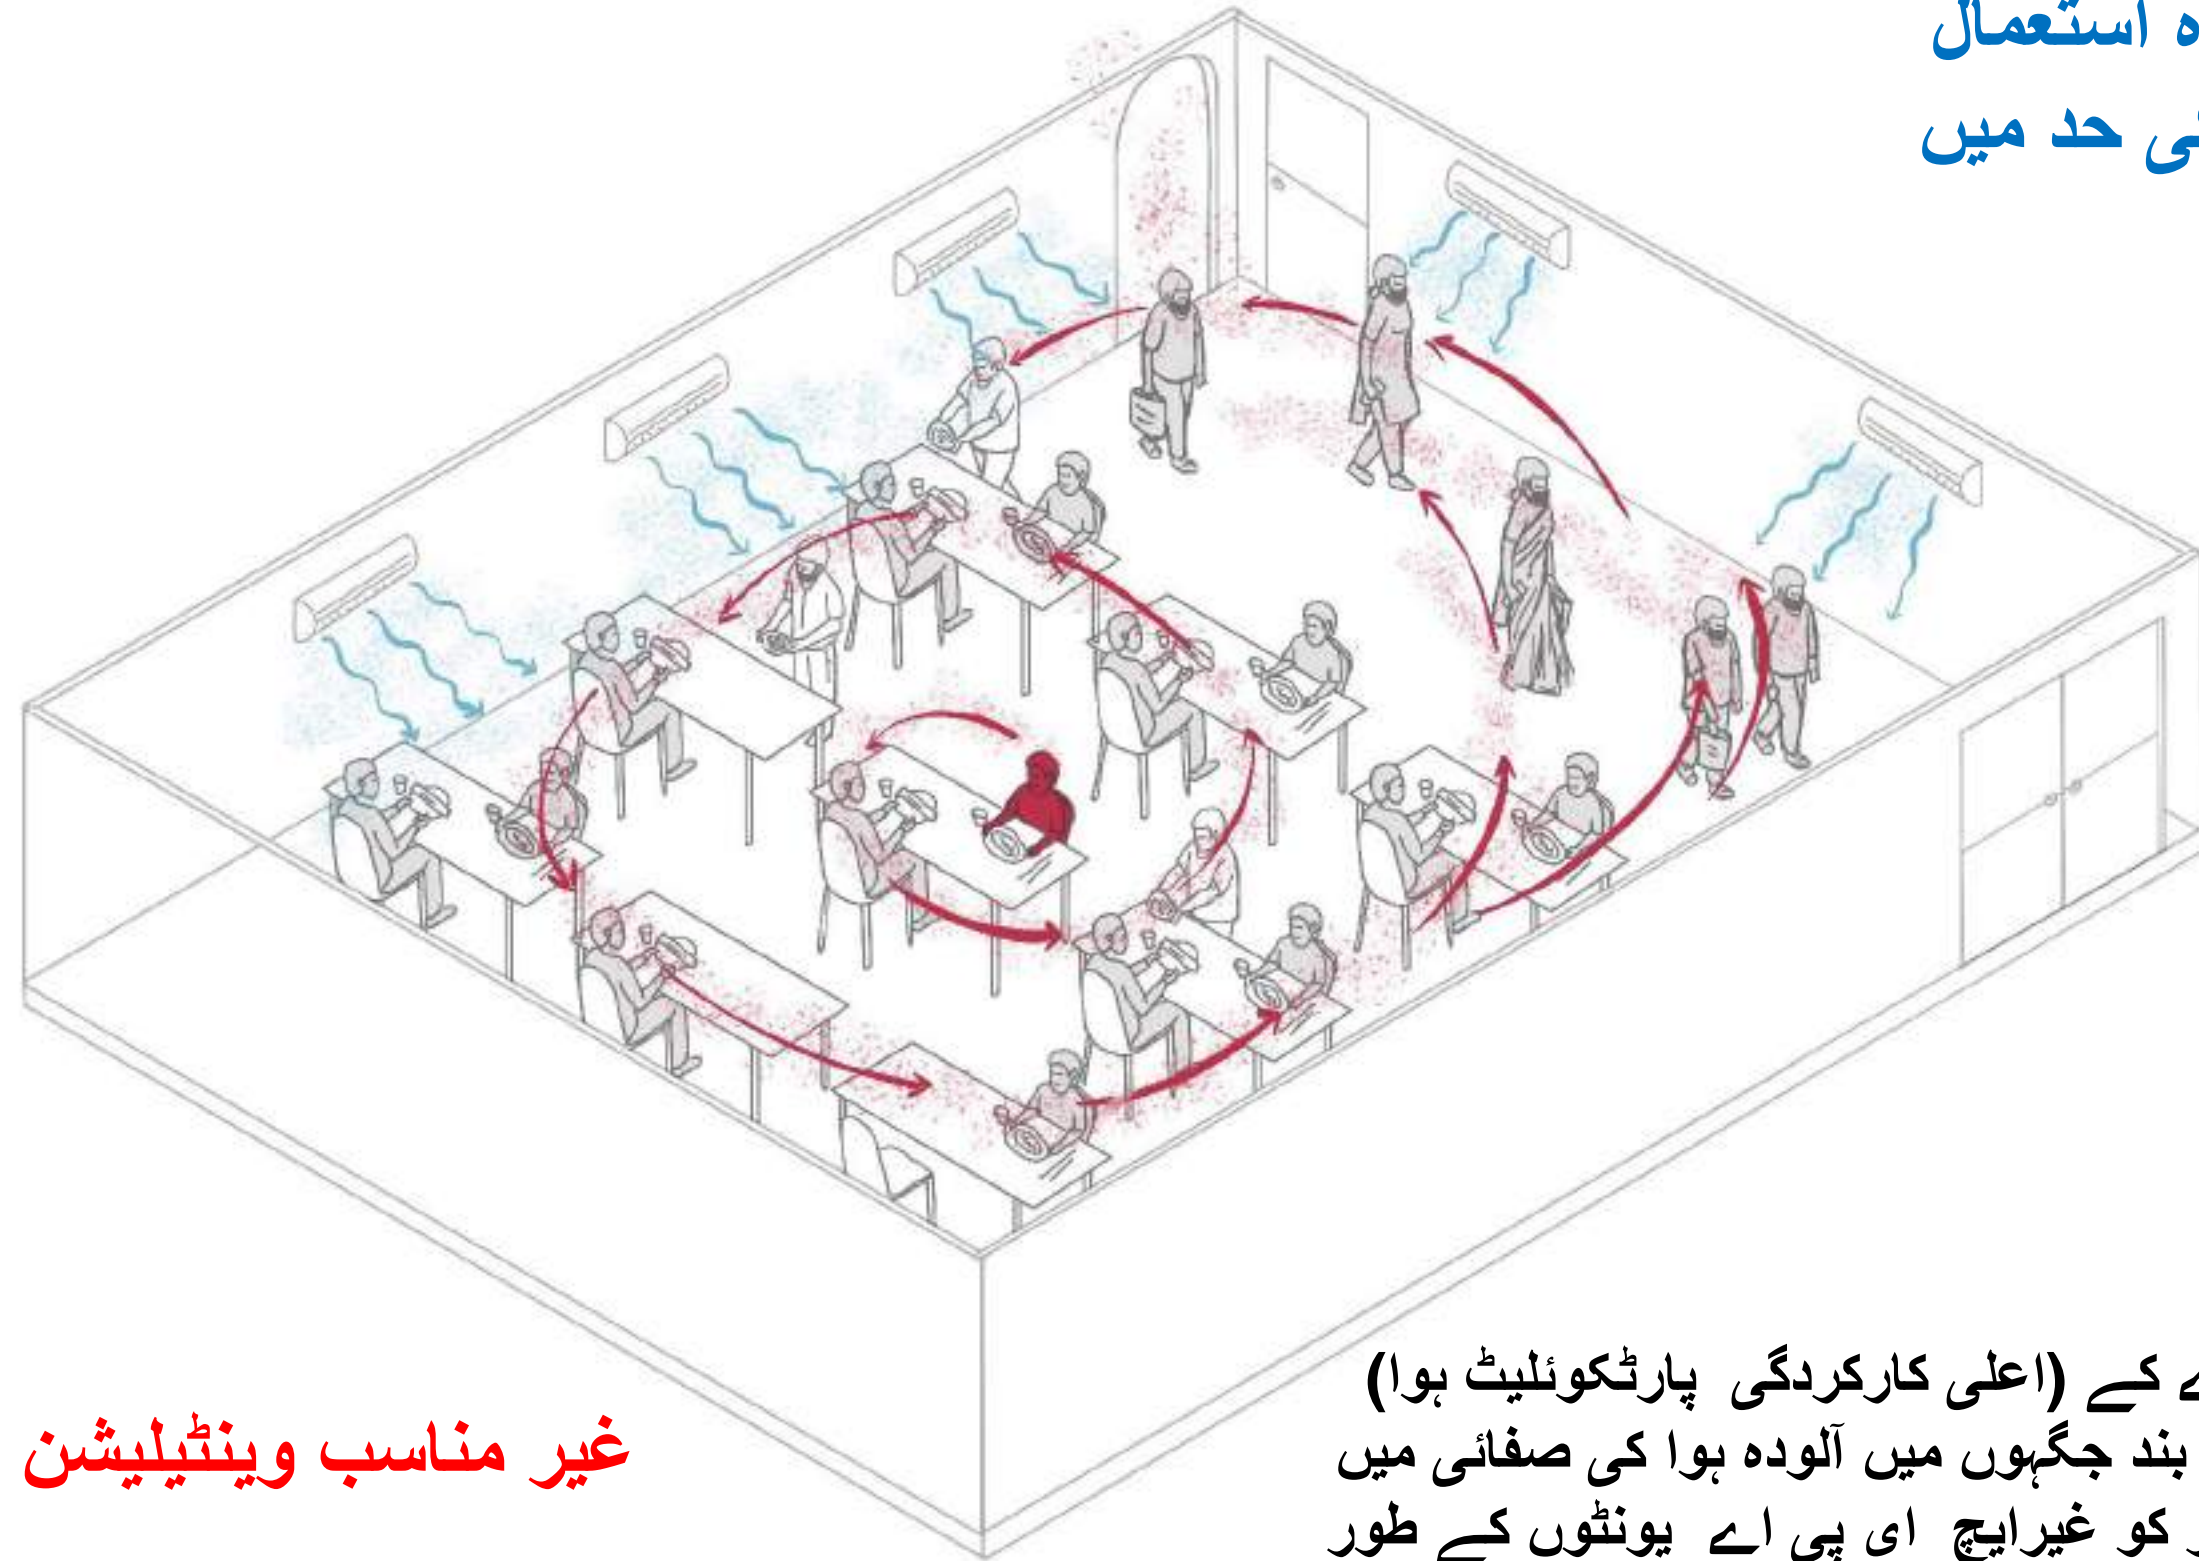 استعمال
حد میں
کے (اعلی کارکردگی پارٹکوئلیٹ ہوا)
بند جگہوں میں آلودہ ہوا کی صفائی میں
کو غیرایچ ای پی اے یونٹوں کے طور
غیر مناسب وینٹیلیشن